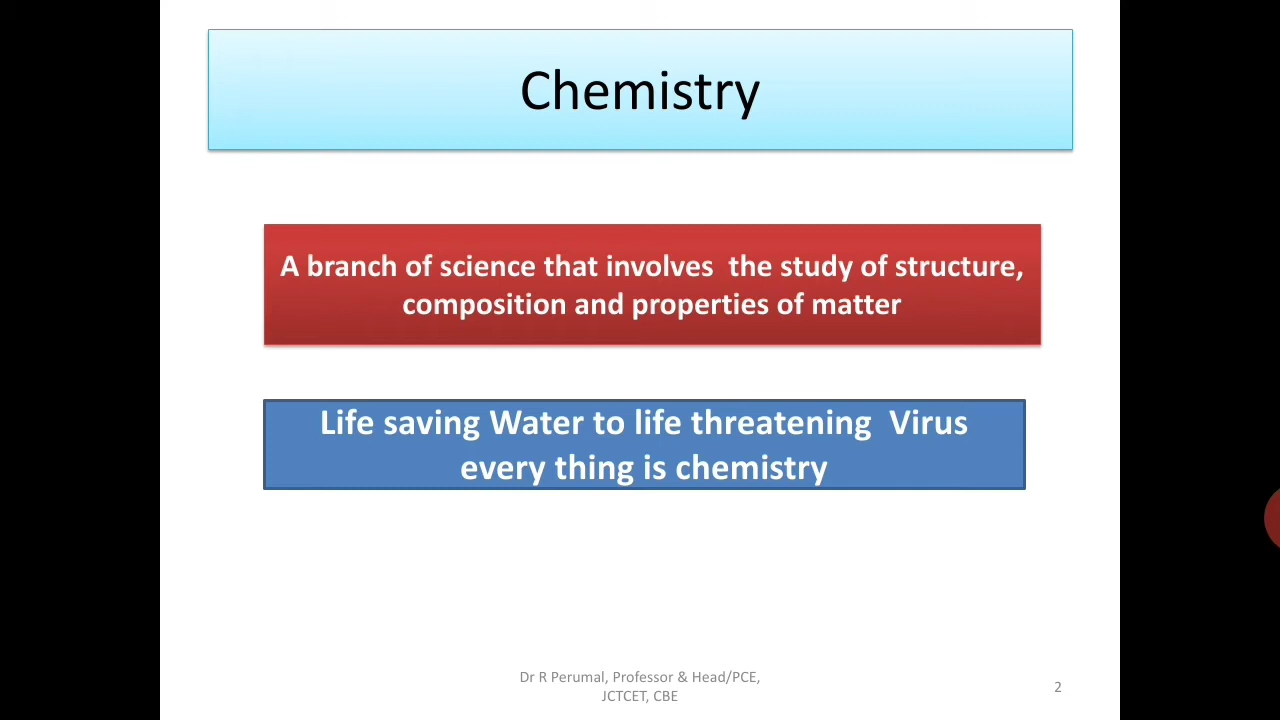 Chemistry
A branch of science that involves  the study of structure,
composition and properties of matter
Life saving Water to life threatening  Virus
every thing is chemistry
Dr R Perumal, Professor & Head/PCE,
JCTCET, CBE
2